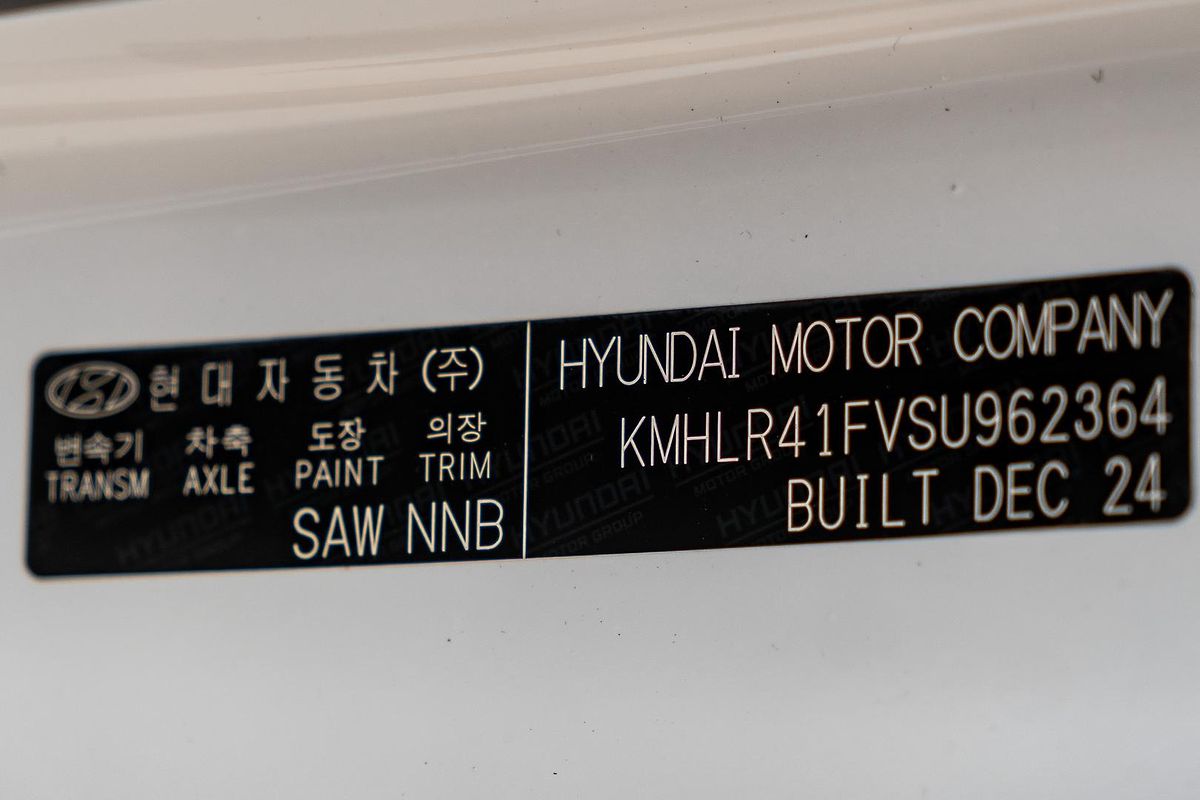 현대자동차 (주)
변속기 차축 도장 의장
TRANSM AXLE PAINT TRIM
SAW NNB
HYUNDAI MOTOR COMPANY
KMHLR41FVSU962364
BUILT DEC 24